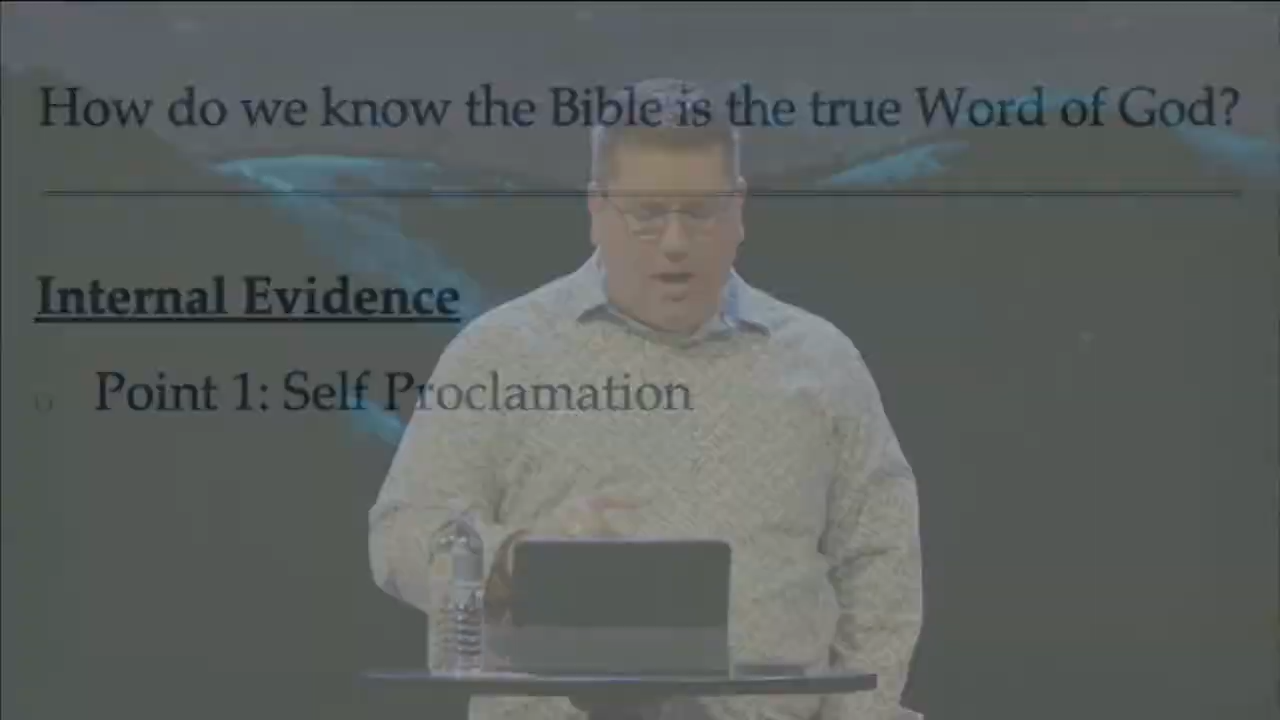 How do we know the Bible is the true Word of God?
Internal Evidence
Point 1: Self Proclamation